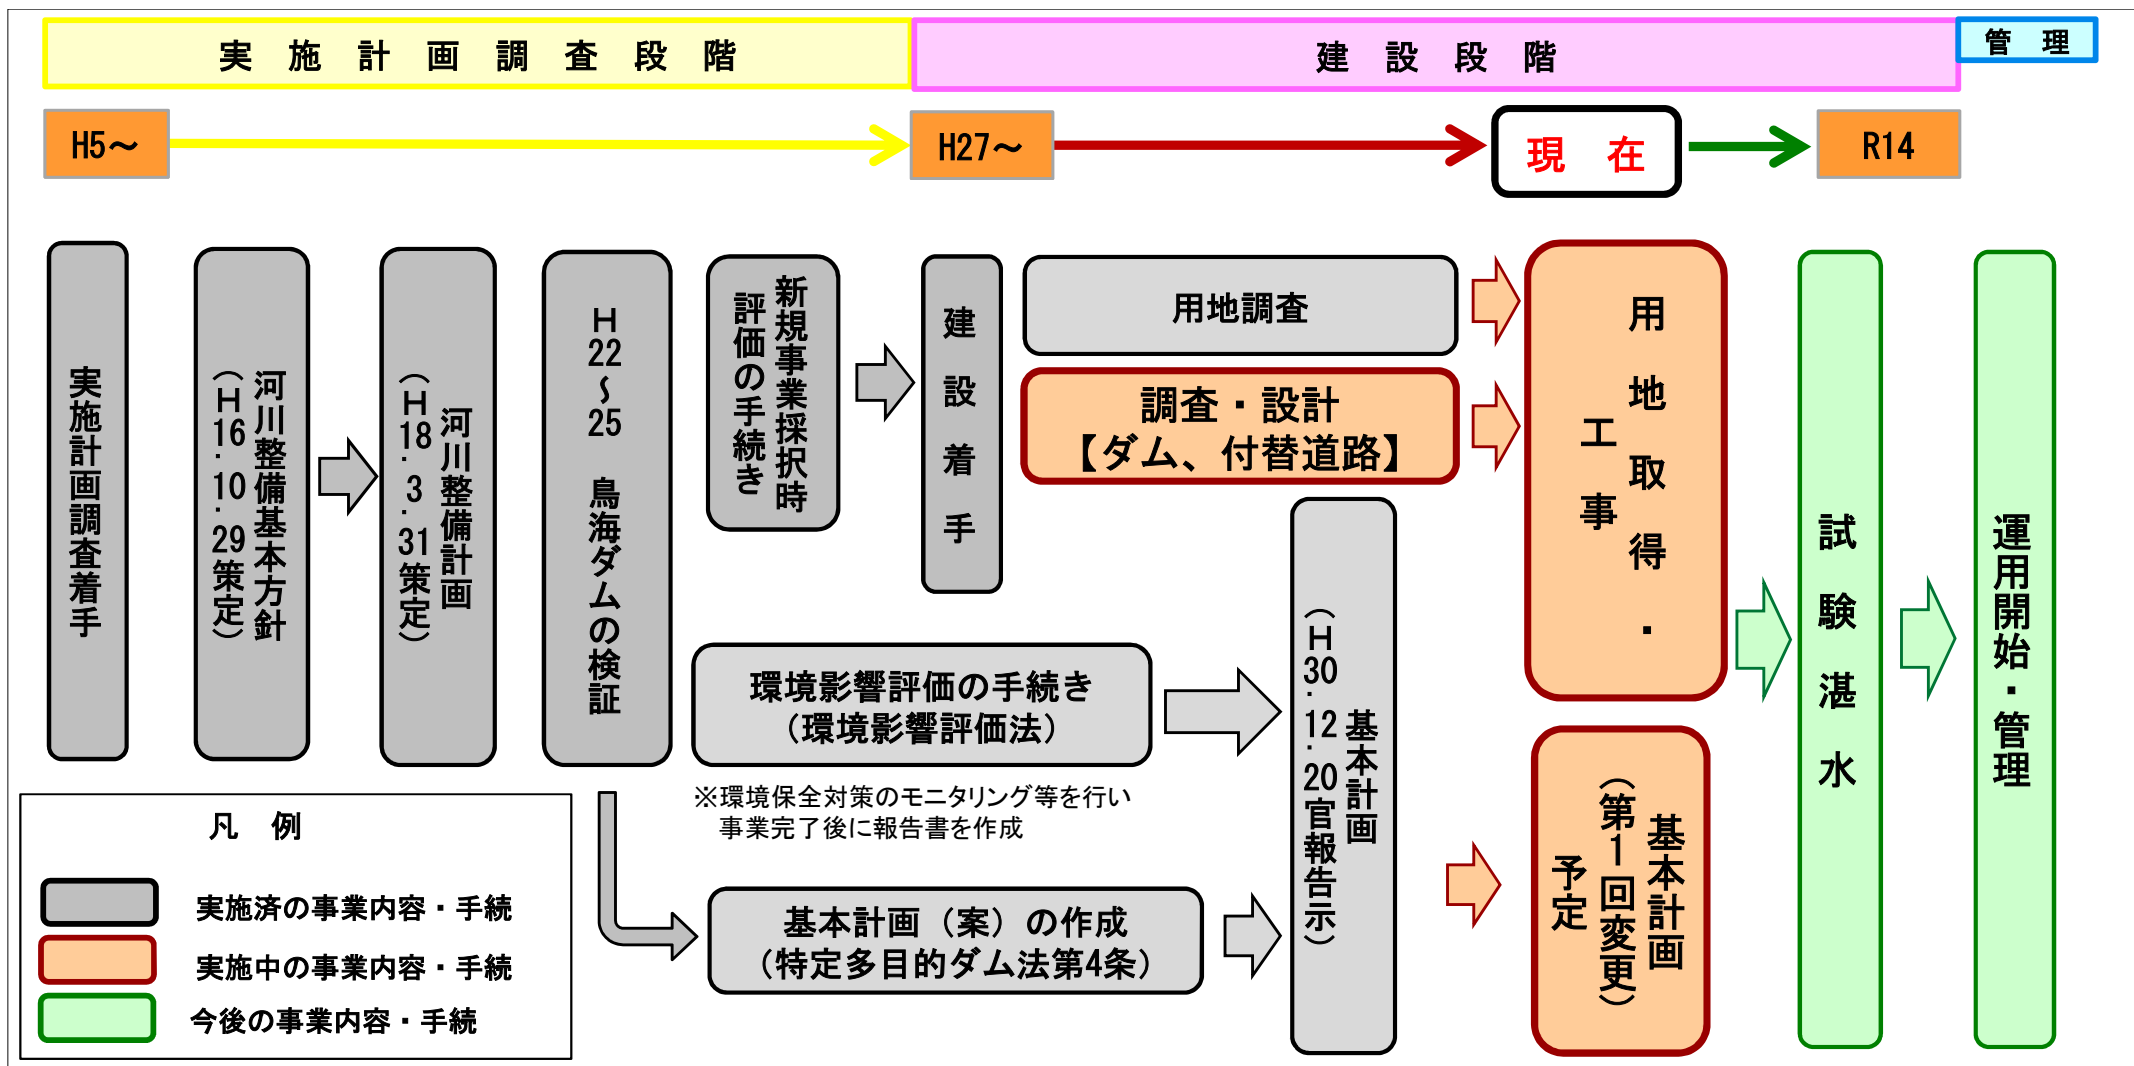 実施計画調査段階
建設段階
管理
H5～
H27～
現在
R14
実施計画調査着手
河川整備基本方針
（H16.10.29策定）
河川整備計画
（H18.3.31策定）
H22～25 鳥海ダムの検証
新規事業採択時
評価の手続き
建設着手
用地調査
調査・設計
【ダム、付替道路】
用地取得・
工事
試験湛水
運用開始・管理
環境影響評価の手続き
（環境影響評価法）
※環境保全対策のモニタリング等を行い
事業完了後に報告書を作成
基本計画（案）の作成
（特定多目的ダム法第4条）
基本計画
（H30.12.20官報告示）
基本計画
（第1回変更）
予定
凡例
実施済の事業内容・手続
実施中の事業内容・手続
今後の事業内容・手続